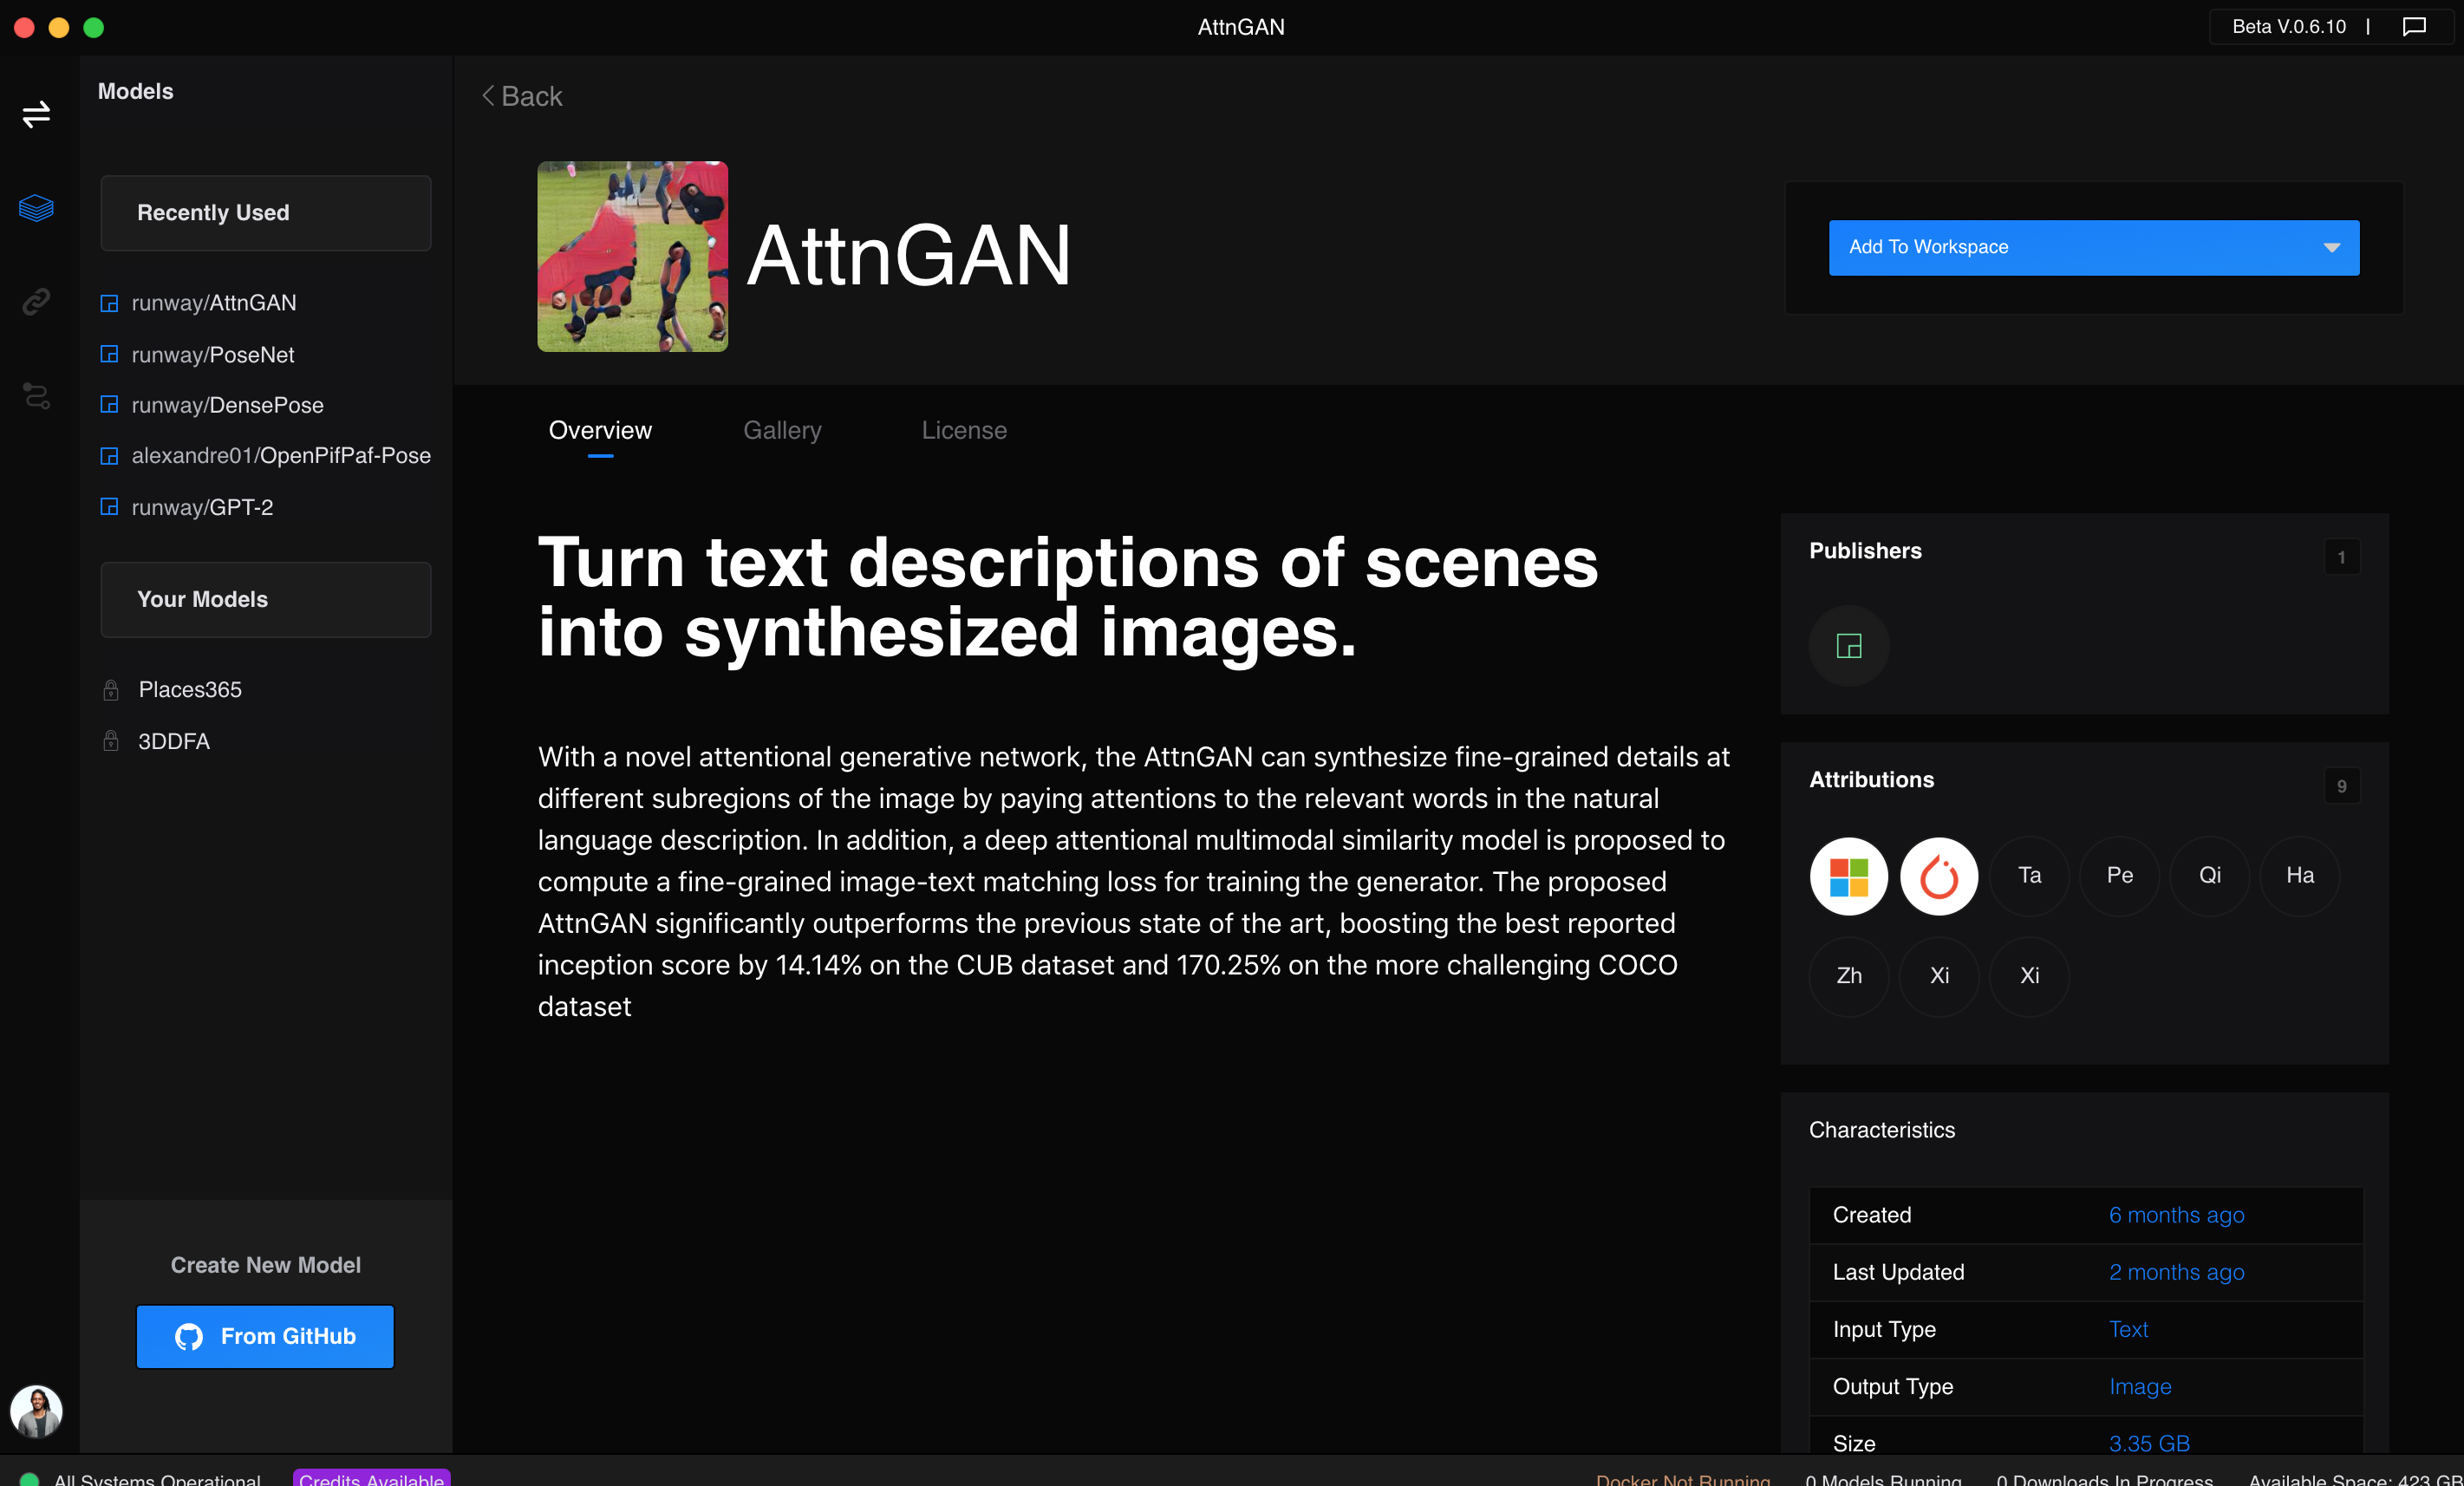 AttnGAN
Beta V.0.6.10 |
Models
Back
Recently Used
AttnGAN
Add To Workspace
runway/AttnGAN
runway/PoseNet
runway/DensePose
alexandre01/OpenPifPaf-Pose
runway/GPT-2
Your Models
Places365
3DDFA
Create New Model
From GitHub
Overview
Gallery
License
Turn text descriptions of scenes
into synthesized images.
With a novel attentional generative network, the AttnGAN can synthesize fine-grained details at
different subregions of the image by paying attentions to the relevant words in the natural
language description. In addition, a deep attentional multimodal similarity model is proposed to
compute a fine-grained image-text matching loss for training the generator. The proposed
AttnGAN significantly outperforms the previous state of the art, boosting the best reported
inception score by 14.14% on the CUB dataset and 170.25% on the more challenging COCO
dataset
Publishers 1
Attributions 9
Ta Pe Qi Ha
Zh Xi Xi
Characteristics
Created 6 months ago
Last Updated 2 months ago
Input Type Text
Output Type Image
Size 3.35 GB
All Systems Operational
Credits Available
Docker Not Running
0 Models Running
0 Downloads In Progress
Available Space: 423 GB